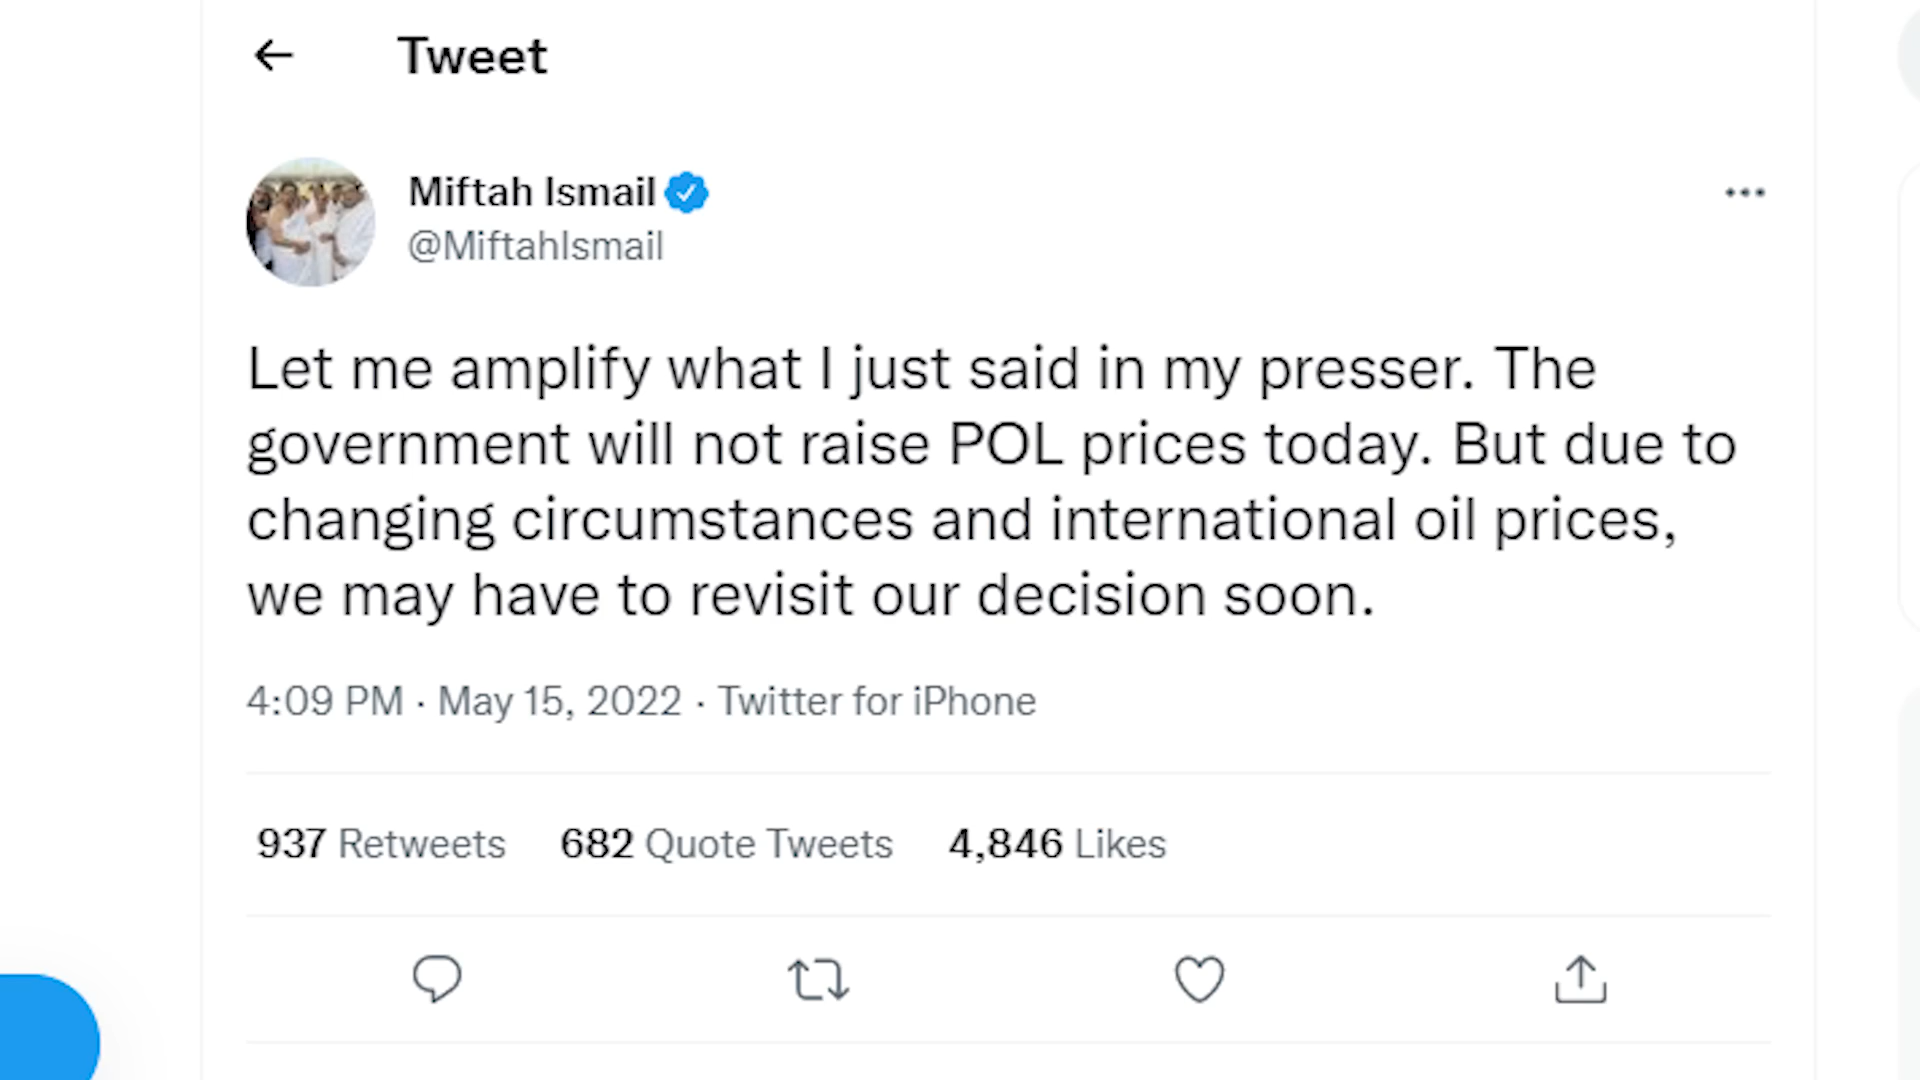 Tweet
Miftah Ismail
@MiftahIsmail
Let me amplify what I just said in my presser. The
government will not raise POL prices today. But due to
changing circumstances and international oil prices,
we may have to revisit our decision soon.
4:09 PM · May 15, 2022 · Twitter for iPhone
937 Retweets 682 Quote Tweets 4,846 Likes